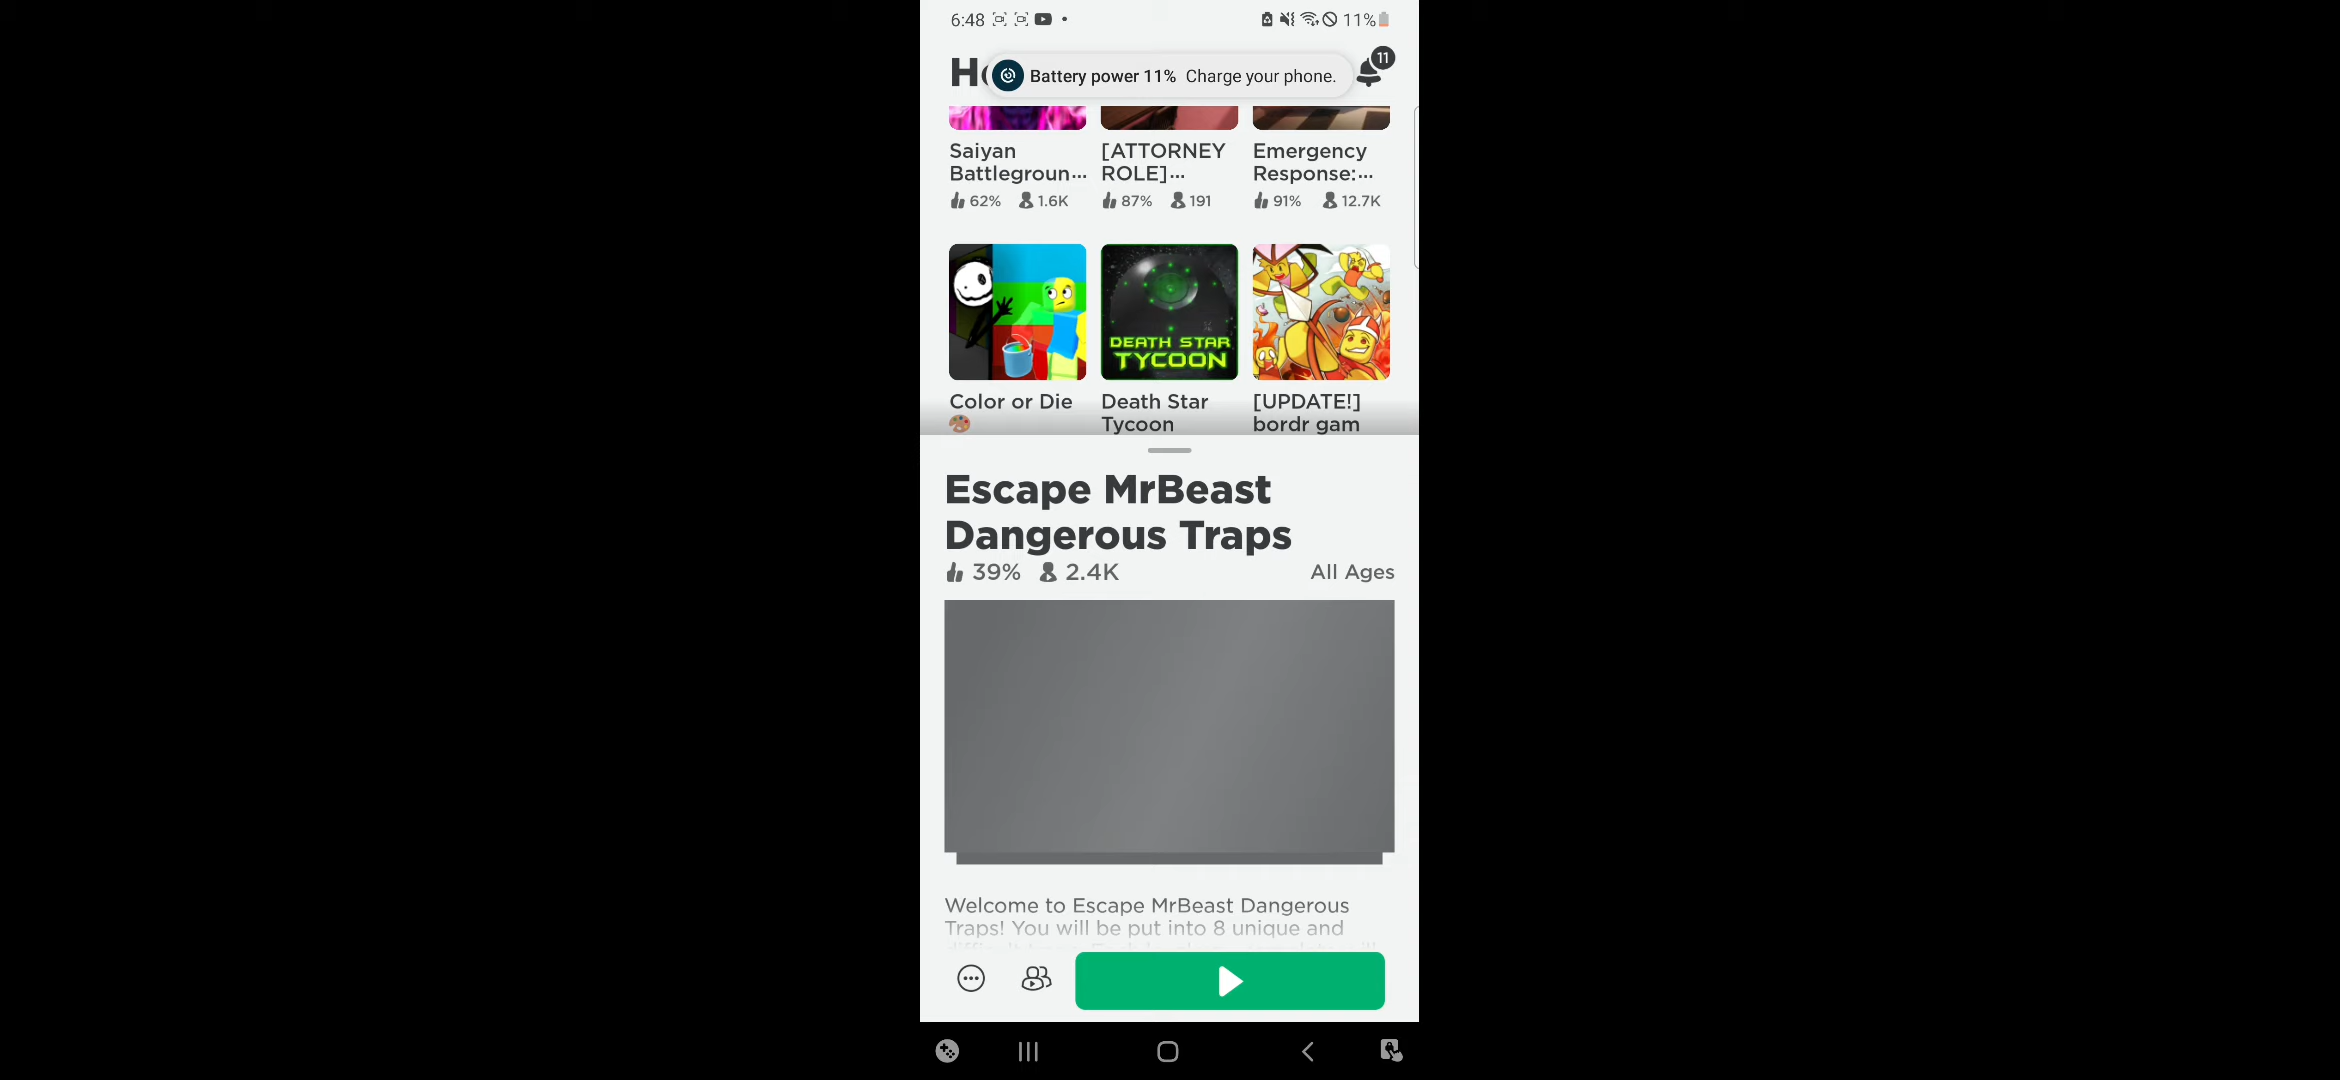 6:48
11%
Ho
Battery power 11% Charge your phone.
11
Saiyan
Battlegroun...
62% 1.6K
[ATTORNEY
ROLE]...
87% 191
Emergency
Response:...
91% 12.7K
DEATH STAR
TYCOON
Color or Die
🎨
Death Star
Tycoon
[UPDATE!]
bordr gam
Escape MrBeast
Dangerous Traps
39% 2.4K
All Ages
Welcome to Escape MrBeast Dangerous
Traps! You will be put into 8 unique and